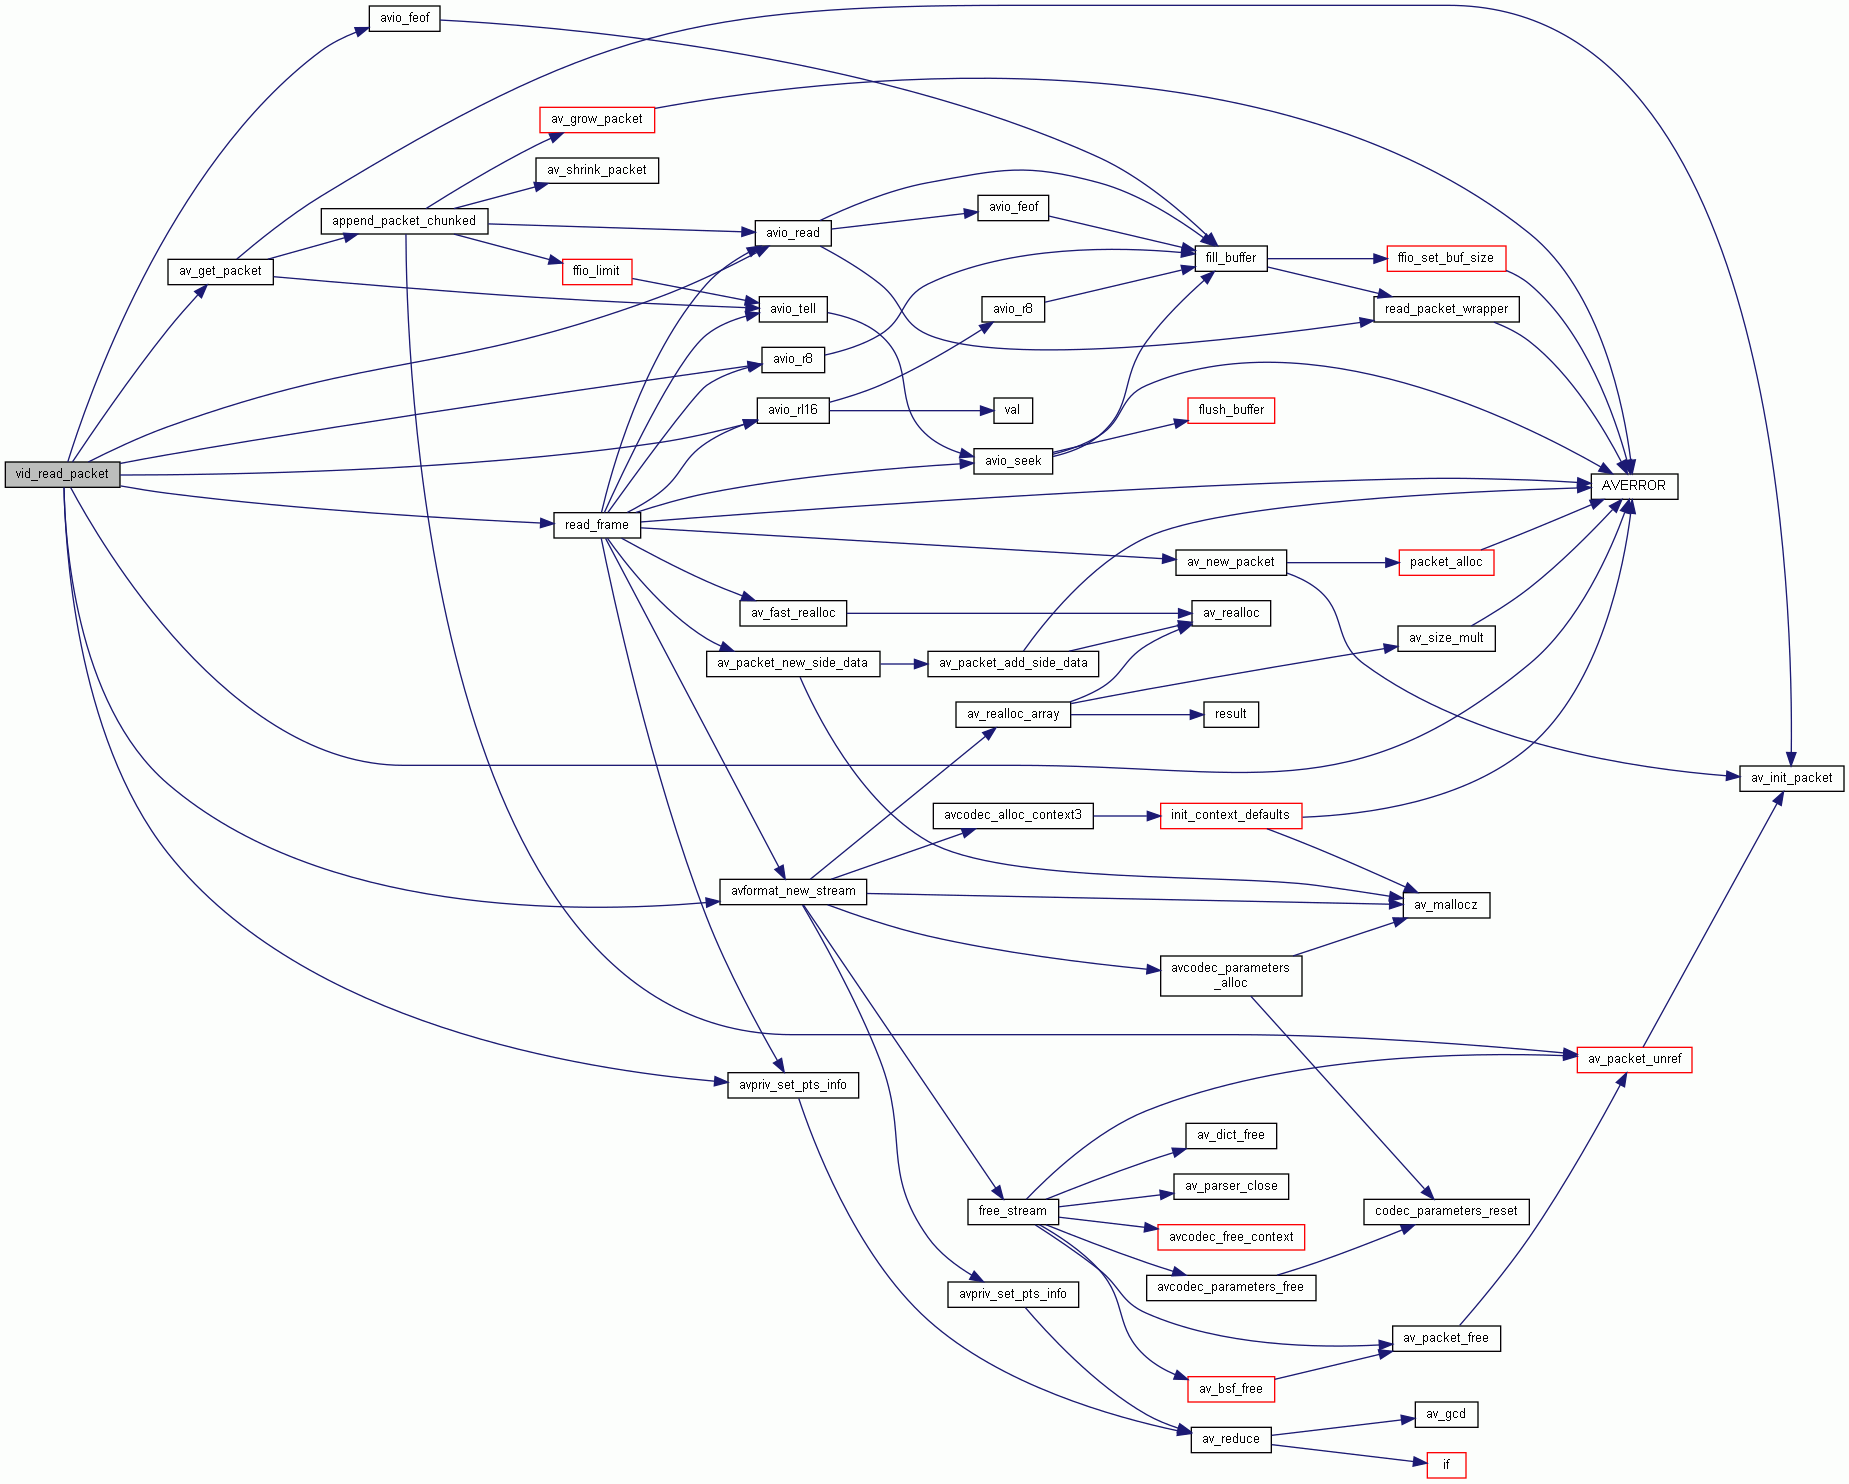 avio_feof
av_grow_packet
av_shrink_packet
append_packet_chunked
avio_feof
avio_read
fill_buffer
ffio_set_buf_size
av_get_packet
ffio_limit
avio_tell
avio_r8
read_packet_wrapper
avio_r8
avio_rl16
val
flush_buffer
vid_read_packet
avio_seek
AVERROR
read_frame
av_new_packet
packet_alloc
av_fast_realloc
av_realloc
av_size_mult
av_packet_new_side_data
av_packet_add_side_data
av_realloc_array
result
av_init_packet
avcodec_alloc_context3
init_context_defaults
avformat_new_stream
av_mallocz
avcodec_parameters
_alloc
av_packet_unref
avpriv_set_pts_info
av_dict_free
av_parser_close
free_stream
codec_parameters_reset
avcodec_free_context
avcodec_parameters_free
avpriv_set_pts_info
av_packet_free
av_bsf_free
av_gcd
av_reduce
if